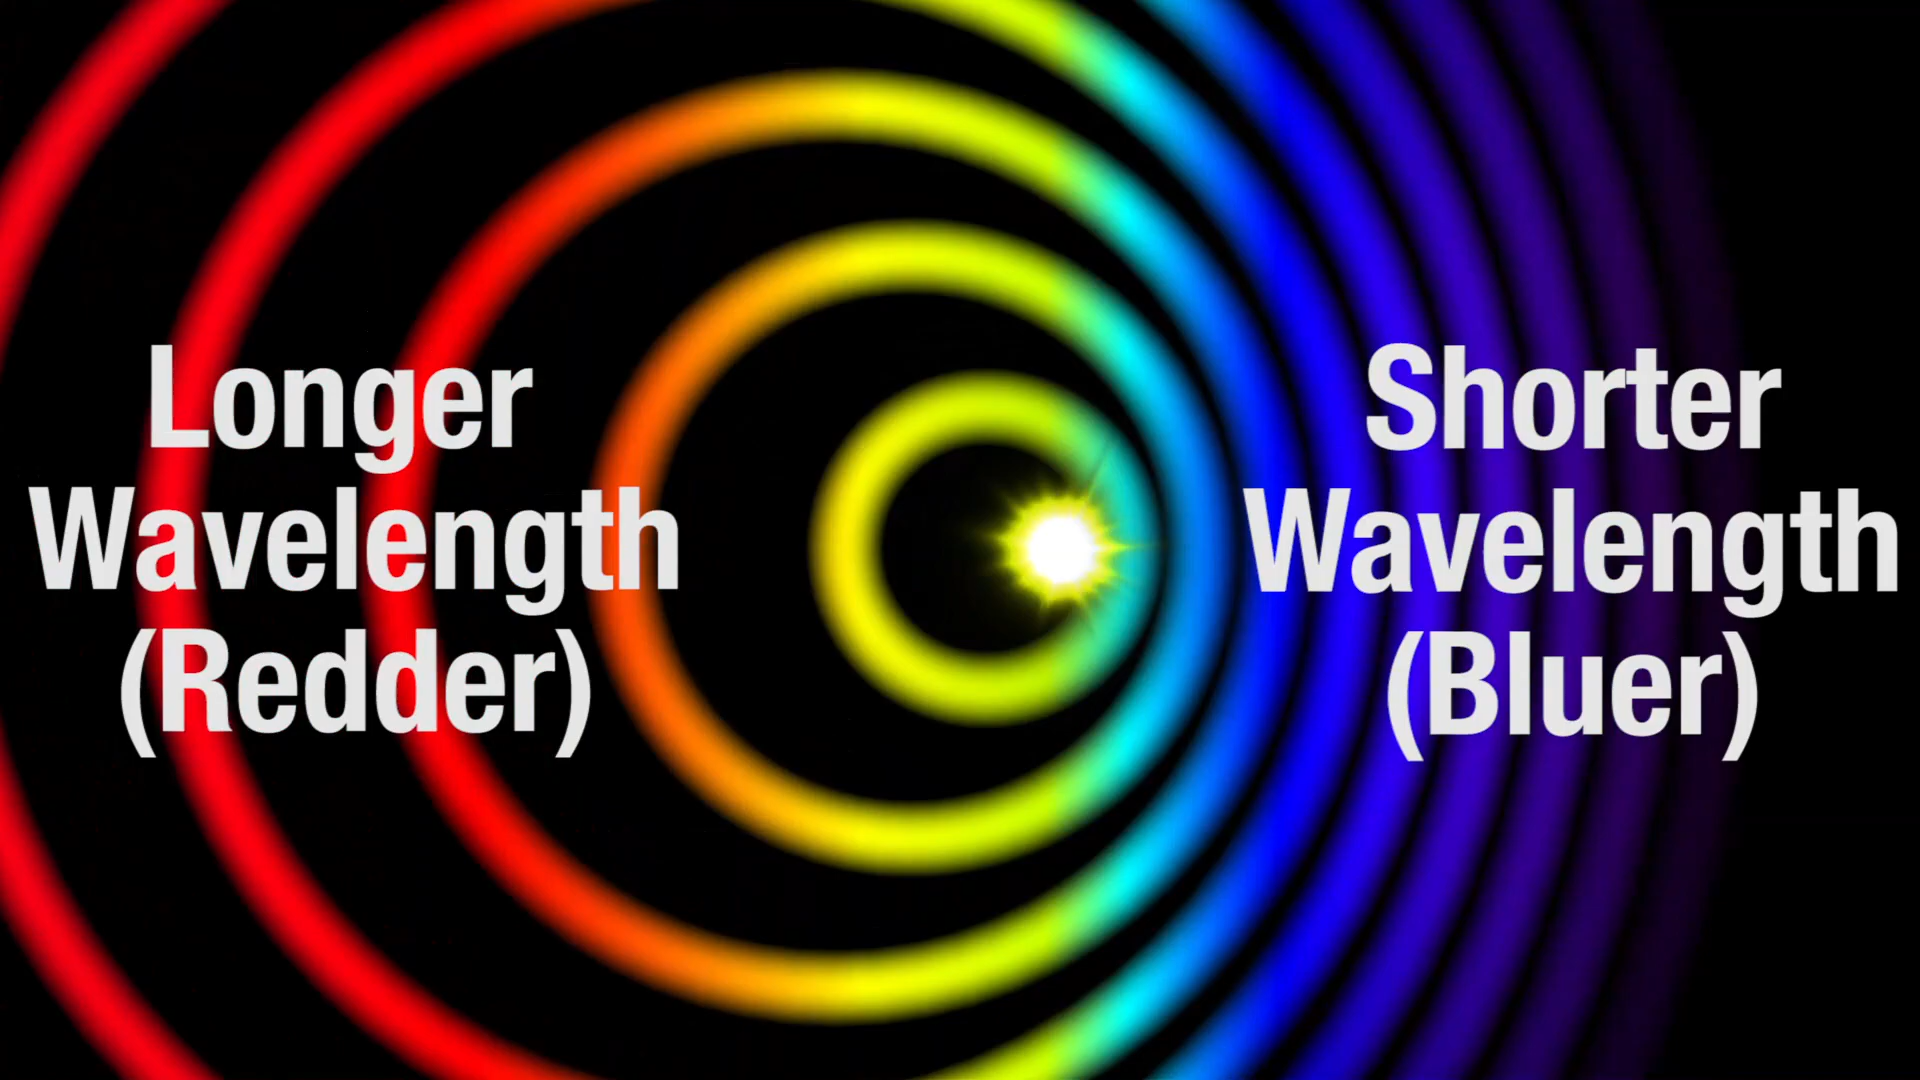 Longer
Wavelength
(Redder)
Shorter
Wavelength
(Bluer)